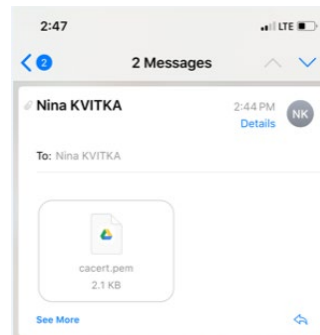 2:47 LTE
2 2 Messages
Nina KVITKA 2:44 PM
Details NK
To: Nina KVITKA
cacert.pem
2.1 KB
See More